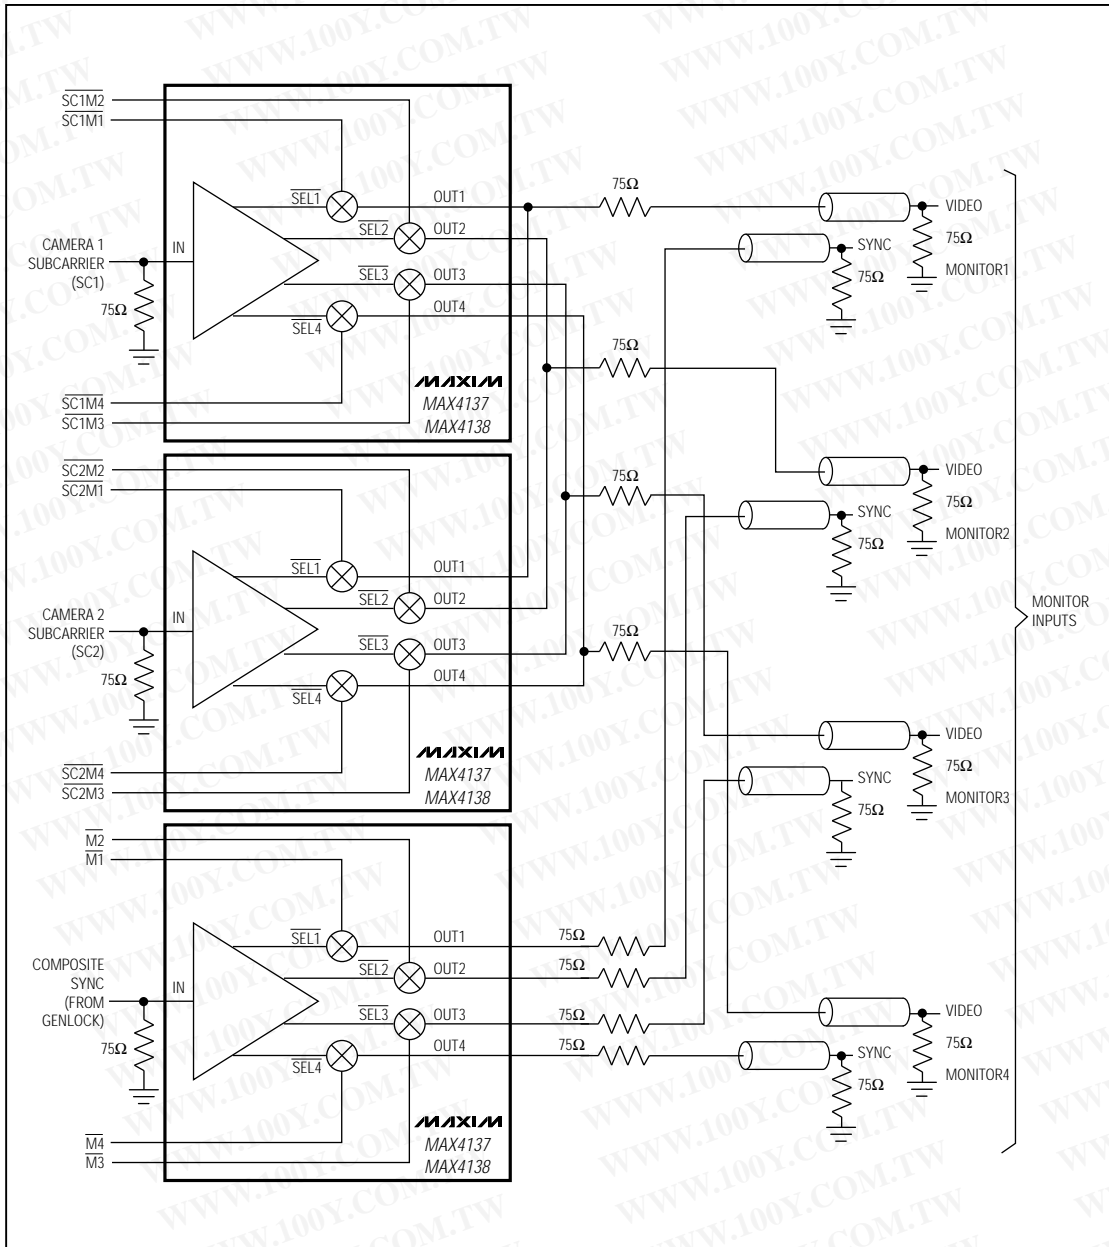 SC1M2
SC1M1
CAMERA 1
SUBCARRIER
(SC1)
75Ω
IN
SEL1
SEL2
SEL3
SEL4
OUT1
OUT2
OUT3
OUT4
SC1M4
SC1M3
MAXIM
MAX4137
MAX4138
SC2M2
SC2M1
CAMERA 2
SUBCARRIER
(SC2)
75Ω
IN
SEL1
SEL2
SEL3
SEL4
OUT1
OUT2
OUT3
OUT4
SC2M4
SC2M3
MAXIM
MAX4137
MAX4138
M2
M1
COMPOSITE
SYNC
(FROM
GENLOCK)
75Ω
IN
SEL1
SEL2
SEL3
SEL4
OUT1
OUT2
OUT3
OUT4
M4
M3
MAXIM
MAX4137
MAX4138
75Ω
75Ω
75Ω
75Ω
75Ω
75Ω
75Ω
75Ω
VIDEO
75Ω
MONITOR1
SYNC
75Ω
VIDEO
75Ω
MONITOR2
SYNC
75Ω
VIDEO
75Ω
MONITOR3
SYNC
75Ω
VIDEO
75Ω
MONITOR4
SYNC
75Ω
MONITOR
INPUTS
WWW.100Y.COM.TW